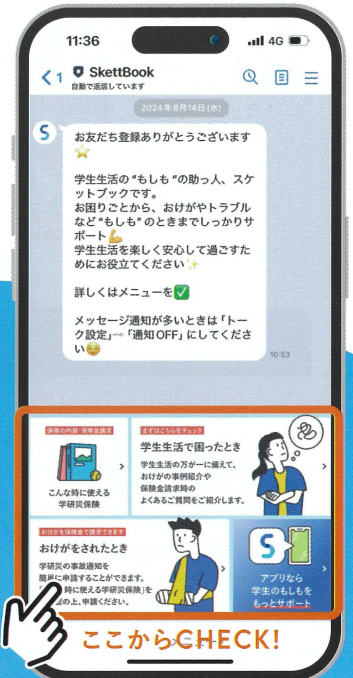 11:36
4G
1 SkettBook
自動で返信しています
2024年8月14日(水)
S
お友だち登録ありがとうございます
⭐
学生生活の"もしも"の助っ人、スケ
ットブックです。
お困りごとから、おけがやトラブル
など"もしも"のときまでしっかりサ
ポート💪
学生生活を楽しく安心して過ごすた
めにお役立てください✨
詳しくはメニューを✅
メッセージ通知が多いときは「トー
ク設定」→「通知OFF」にしてくださ
い😄
10:53
保険の内容・保険金請求
こんな時に使える
学研災保険
まずはこちらをチェック
学生生活で困ったとき
学生生活の万が一に備えて、
おけがの事例紹介や
保険金請求時の
よくあるご質問をご紹介します。
おけがを保険金で請求できます
おけがをされたとき
学研災の事故通知を
簡単に申請することができます。
時に使える学研災保険」を
の上、申請ください。
S
アプリなら
学生のもしもを
もっとサポート
ここからCHECK!